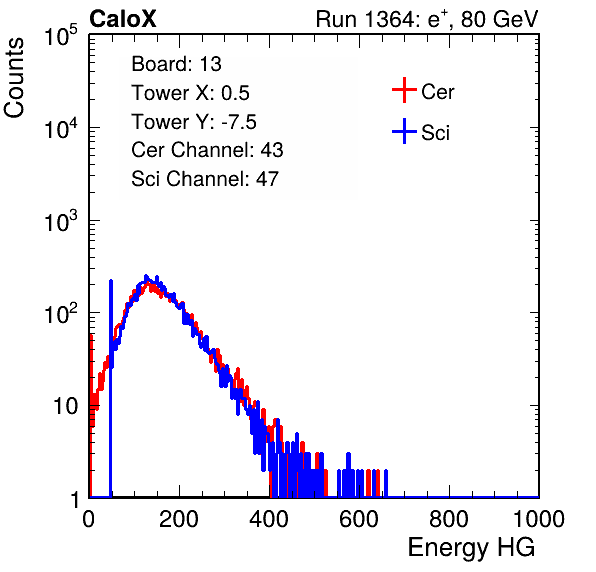 CaloX Run 1364: e+, 80 GeV
Counts
Board: 13
Tower X: 0.5
Tower Y: -7.5
Cer Channel: 43
Sci Channel: 47
Cer
Sci
10^5
10^4
10^3
10^2
10
1
0 200 400 600 800 1000
Energy HG